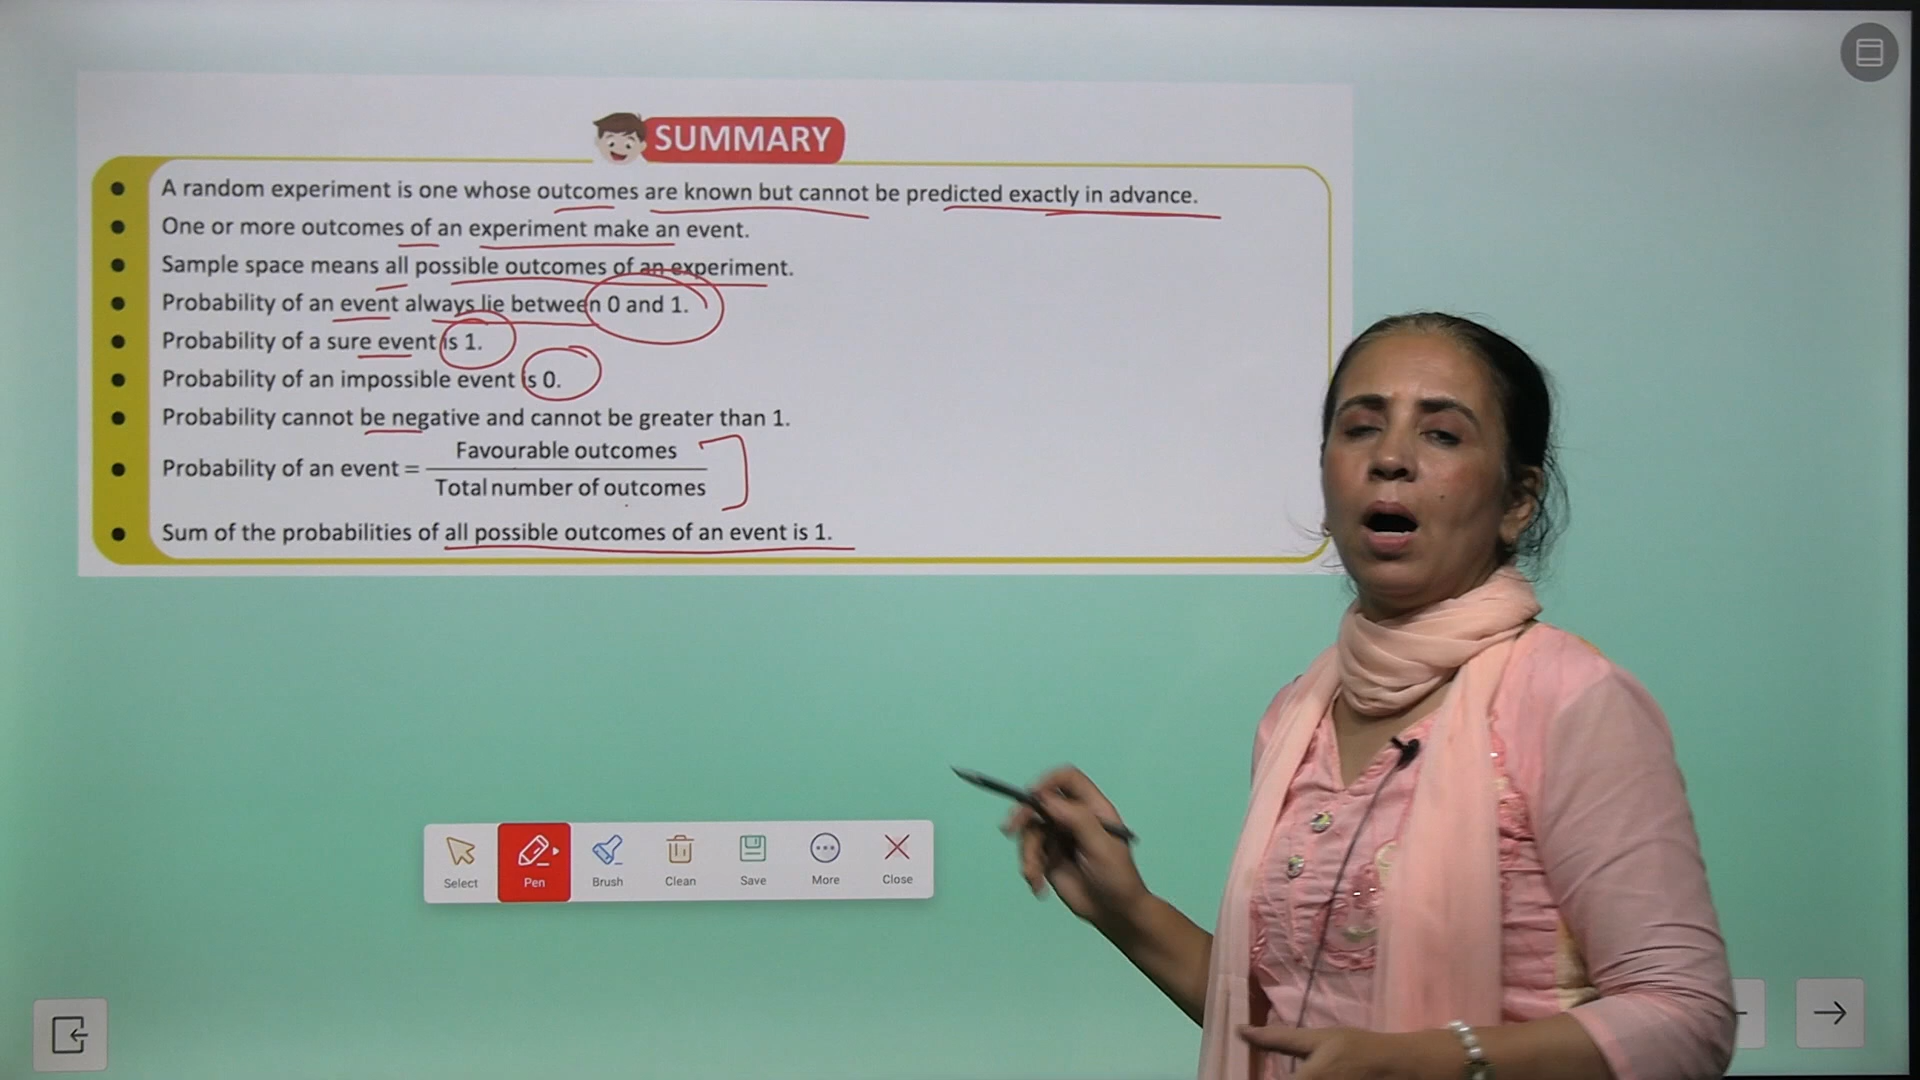 SUMMARY
A random experiment is one whose outcomes are known but cannot be predicted exactly in advance.
One or more outcomes of an experiment make an event.
Sample space means all possible outcomes of an experiment.
Probability of an event always lie between 0 and 1.
Probability of a sure event is 1.
Probability of an impossible event is 0.
Probability cannot be negative and cannot be greater than 1.
Favourable outcomes
Probability of an event =
Total number of outcomes
Sum of the probabilities of all possible outcomes of an event is 1.
Select Pen Brush Clean Save More Close